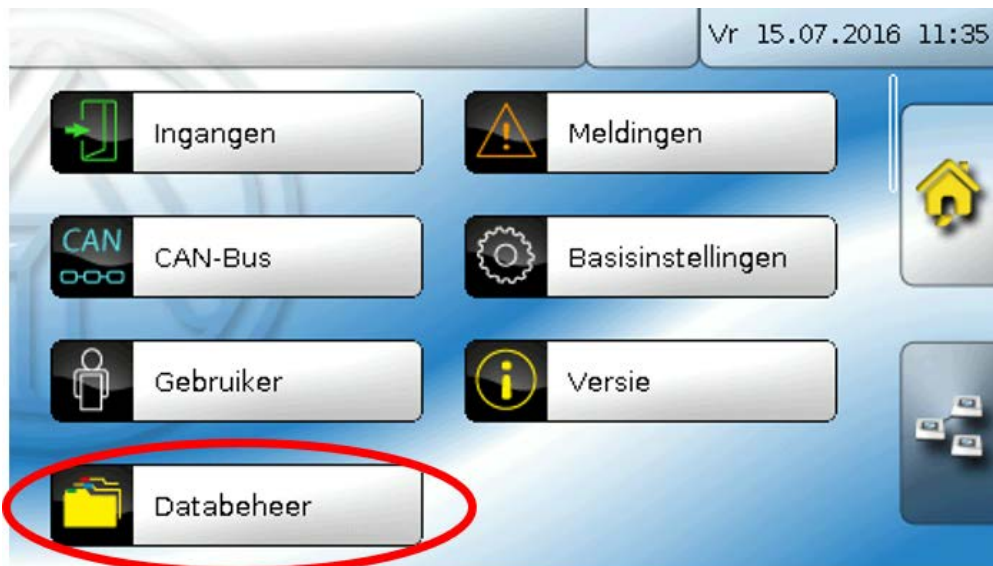 Vr 15.07.2016 11:35
Ingangen
Meldingen
CAN
CAN-Bus
Basisinstellingen
Gebruiker
Versie
Databeheer